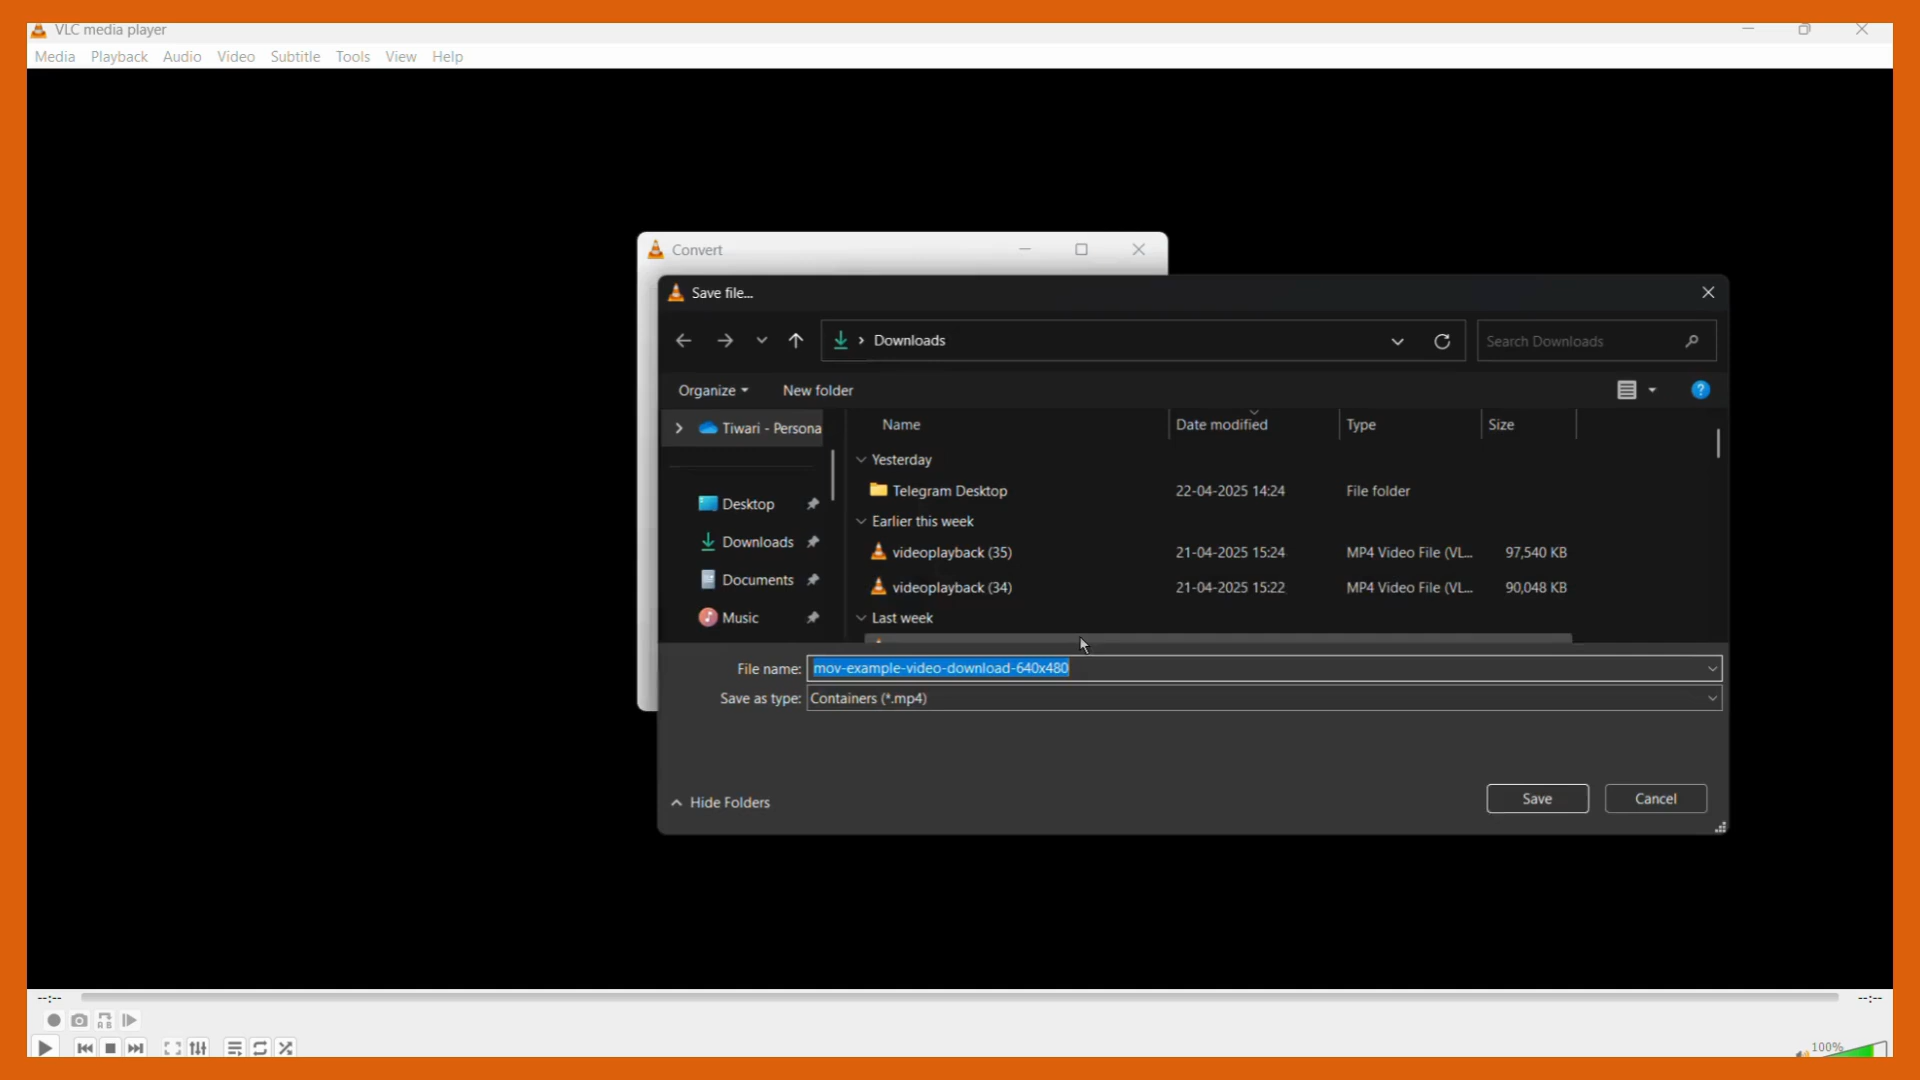 VLC media player
Media Playback Audio Video Subtitle Tools View Help
Convert
Save file...
Downloads
Search Downloads
Organize New folder
?
Tiwari - Persona
Desktop
Downloads
Documents
Music
Name Date modified Type Size
Yesterday
Telegram Desktop 22-04-2025 14:24 File folder
Earlier this week
videoplayback (35) 21-04-2025 15:24 MP4 Video File (VL... 97,540 KB
videoplayback (34) 21-04-2025 15:22 MP4 Video File (VL... 90,048 KB
Last week
File name: mov-example-video-download-640x480
Save as type: Containers (*.mp4)
Hide Folders
Save Cancel
--:-- --:--
A B
100%